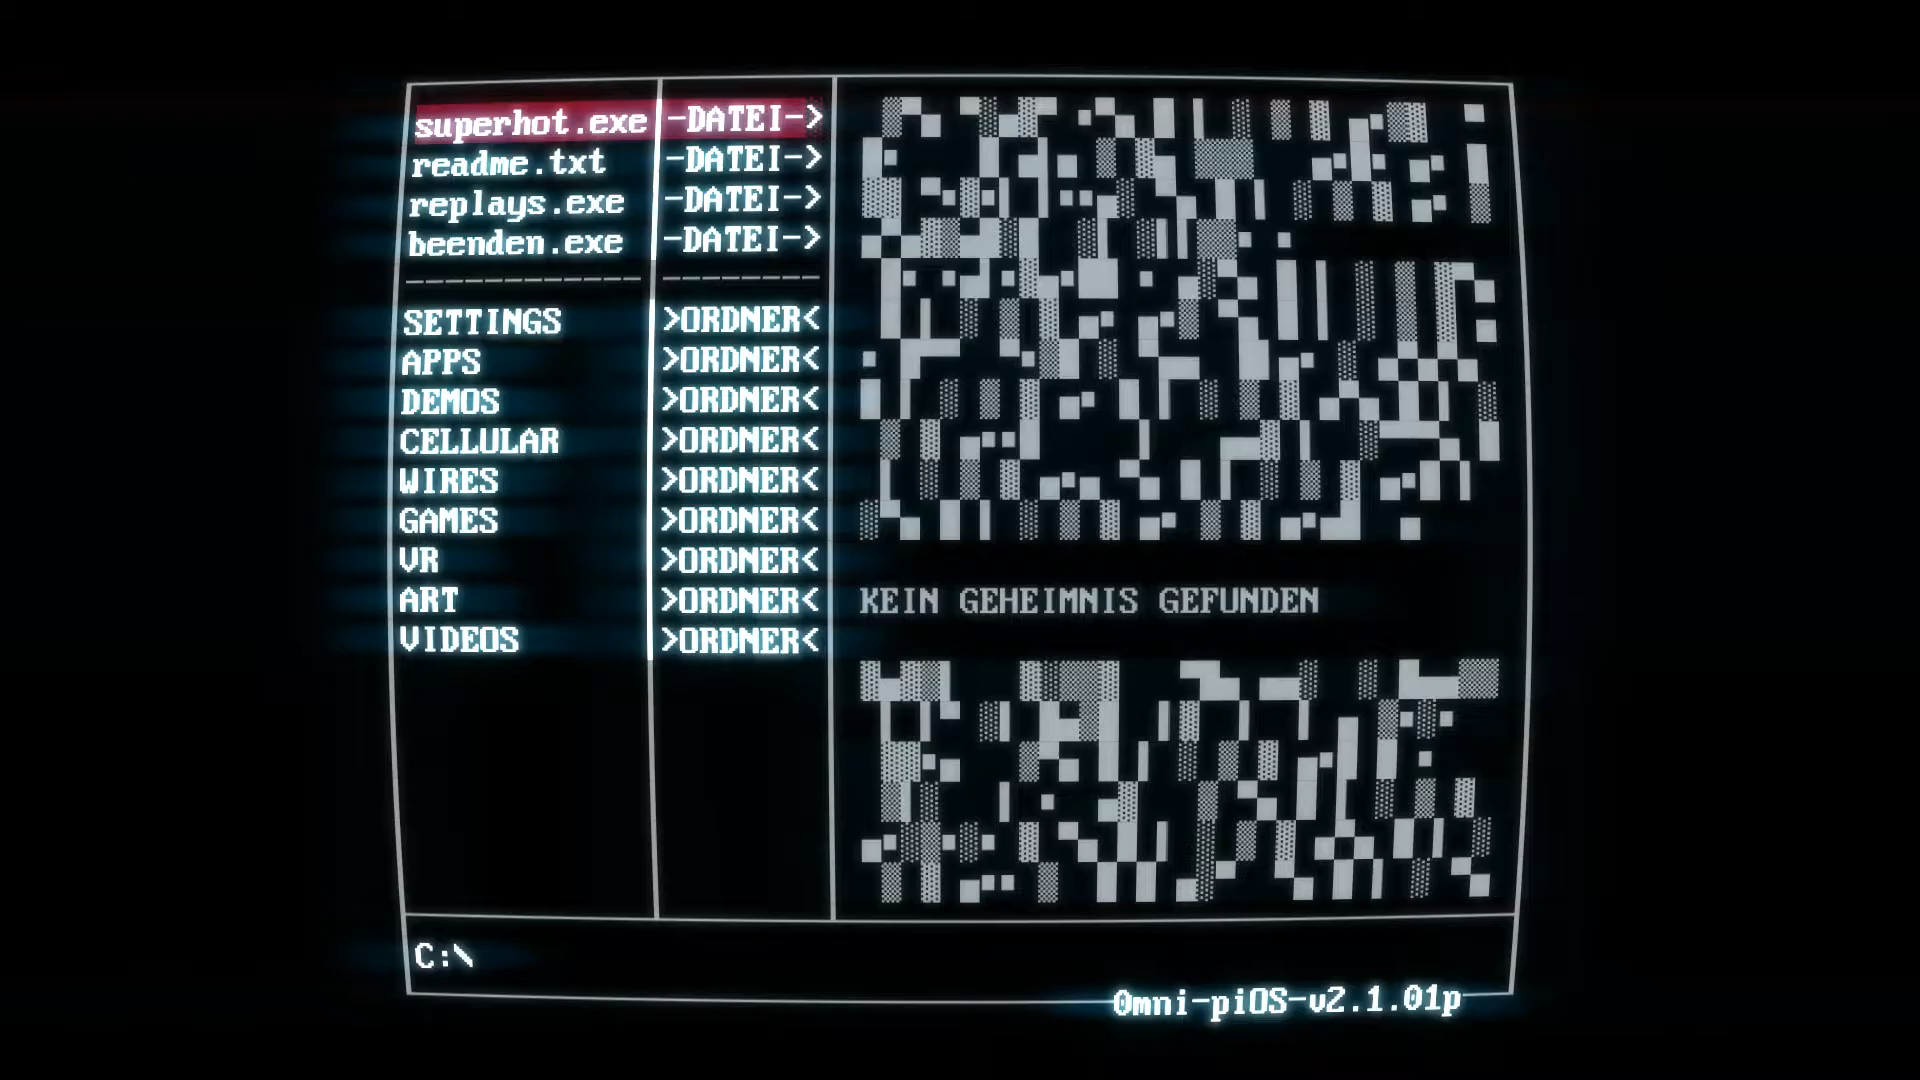 superhot.exe -DATEI->
readme.txt -DATEI->
replays.exe -DATEI->
beenden.exe -DATEI->
SETTINGS >ORDNER<
APPS >ORDNER<
DEMOS >ORDNER<
CELLULAR >ORDNER<
WIRES >ORDNER<
GAMES >ORDNER<
VR >ORDNER<
ART >ORDNER<
VIDEOS >ORDNER<
KEIN GEHEIMNIS GEFUNDEN
C:\
0mni-piOS-v2.1.01p